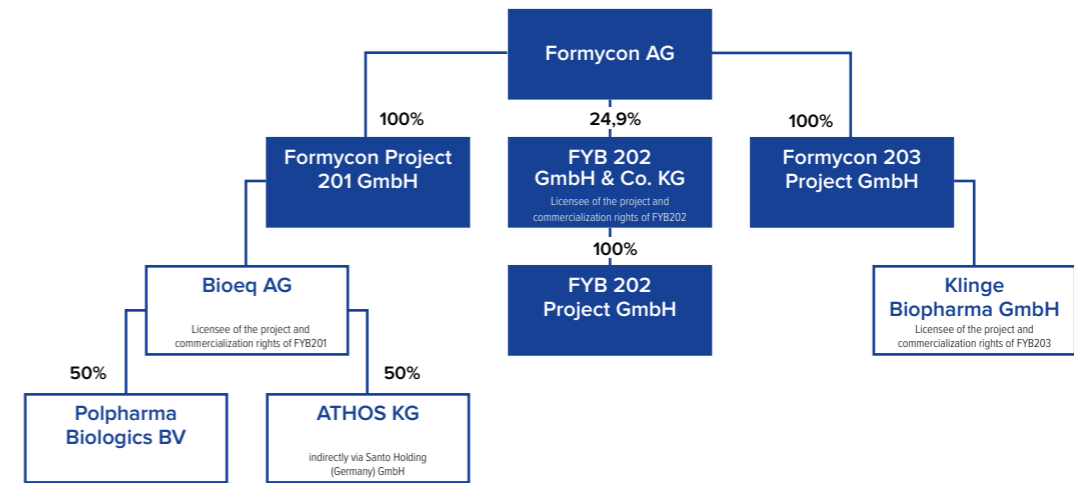 Formycon AG
100%
24,9%
100%
Formycon Project
201 GmbH
FYB 202
GmbH & Co. KG
Licensee of the project and
commercialization rights of FYB202
Formycon 203
Project GmbH
100%
Bioeq AG
Licensee of the project and
commercialization rights of FYB201
FYB 202
Project GmbH
Klinge
Biopharma GmbH
Licensee of the project and
commercialization rights of FYB203
50%
50%
Polpharma
Biologics BV
ATHOS KG
indirectly via Santo Holding
(Germany) GmbH